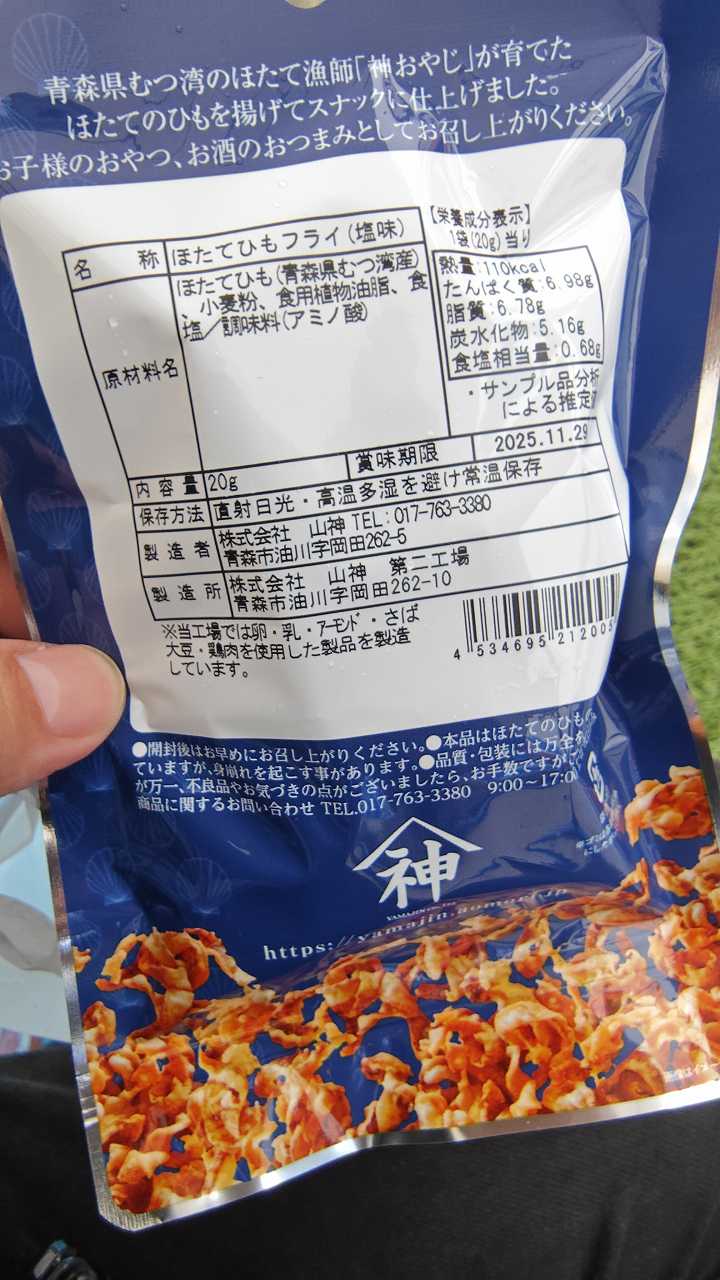 青森県むつ湾のほたて漁師「神おやじ」が育てた
ほたてのひもを揚げてスナックに仕上げました。
お子様のおやつ、お酒のおつまみとしてお召し上がりください。
【栄養成分表示】
1袋(20g)当り
熱量:110kcal
たんぱく質:6.98g
脂質:6.78g
炭水化物:5.16g
食塩相当量:0.68g
・サンプル品分析
による推定
名 称 ほたてひもフライ(塩味)
原材料名 ほたてひも(青森県むつ湾産)
、小麦粉、食用植物油脂、食
塩/調味料(アミノ酸)
内容量 20g 賞味期限 2025.11.29
保存方法 直射日光・高温多湿を避け常温保存
製造者 株式会社 山神 TEL:017-763-3380
青森市油川字岡田262-5
製造所 株式会社 山神 第二工場
青森市油川字岡田262-10
※当工場では卵・乳・アーモンド・さば
大豆・鶏肉を使用した製品を製造
しています。
4 534695 212005
●開封後はお早めにお召し上がりください。●本品はほたてのひも
ていますが、身崩れを起こす事があります。●品質・包装には万全を
が万一、不良品やお気づきの点がございましたら、お手数ですが
商品に関するお問い合わせ TEL.017-763-3380 9:00~17:00
神
https://yamajin.aomori.jp